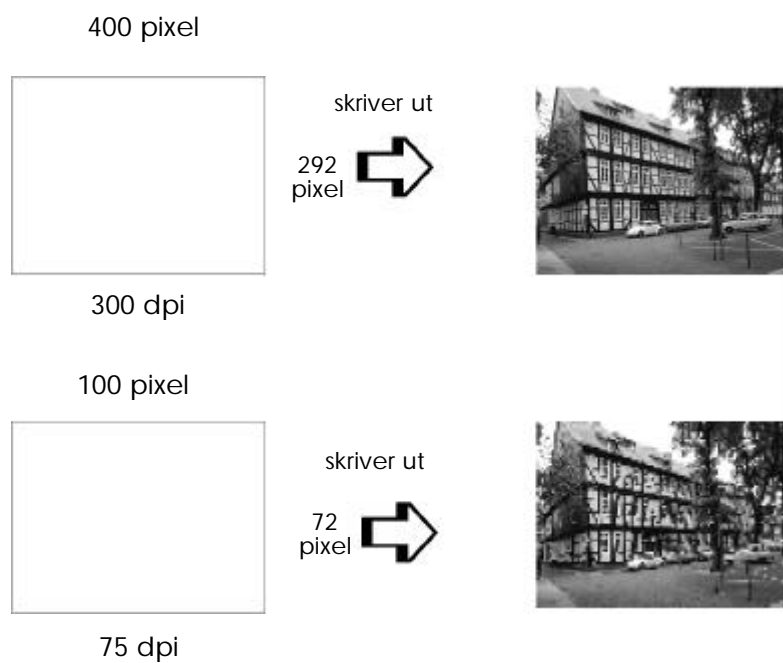 400 pixel
skriver ut
292
pixel
300 dpi
100 pixel
skriver ut
72
pixel
75 dpi